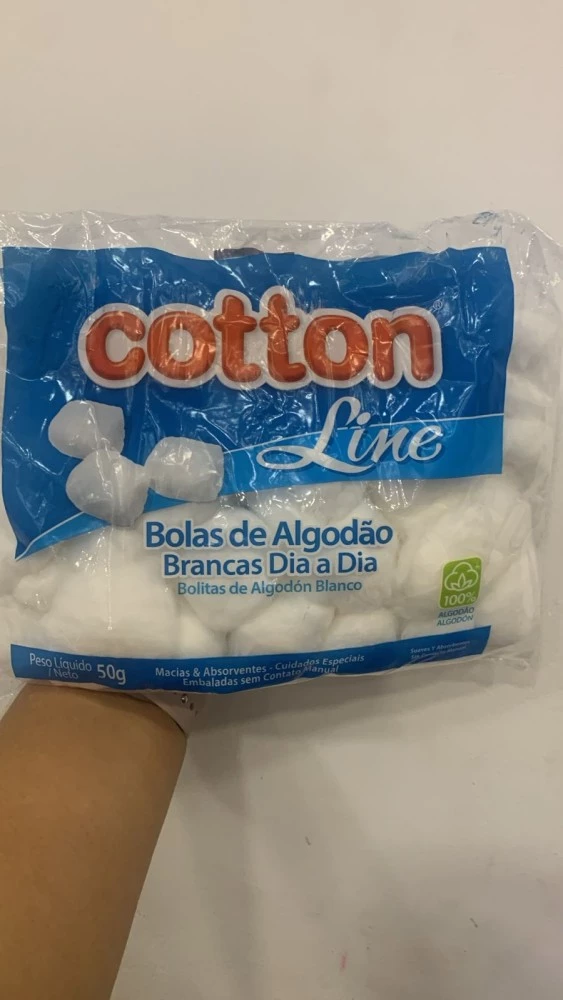 cotton
Line
Bolas de Algodão
Brancas Dia a Dia
Bolitas de Algodón Blanco
100%
ALGODÃO
ALGODÓN
Peso Líquido
/ Neto 50g
Macias & Absorventes - Cuidados Especiais
Embaladas sem Contato Manual
Suaves Y Absorbentes